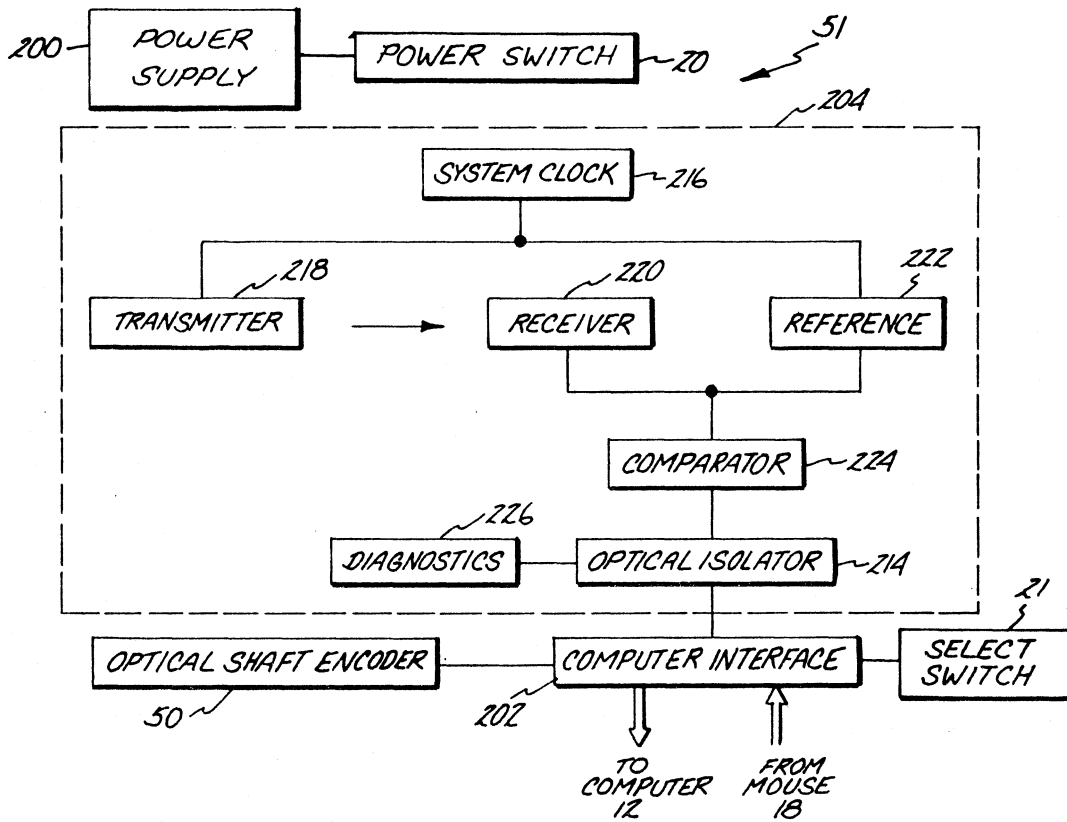 200
POWER
SUPPLY
POWER SWITCH
20
51
204
SYSTEM CLOCK
216
218
220
222
TRANSMITTER
RECEIVER
REFERENCE
COMPARATOR
224
226
DIAGNOSTICS
OPTICAL ISOLATOR
214
21
OPTICAL SHAFT ENCODER
COMPUTER INTERFACE
SELECT
SWITCH
50
202
TO
COMPUTER
12
FROM
MOUSE
18